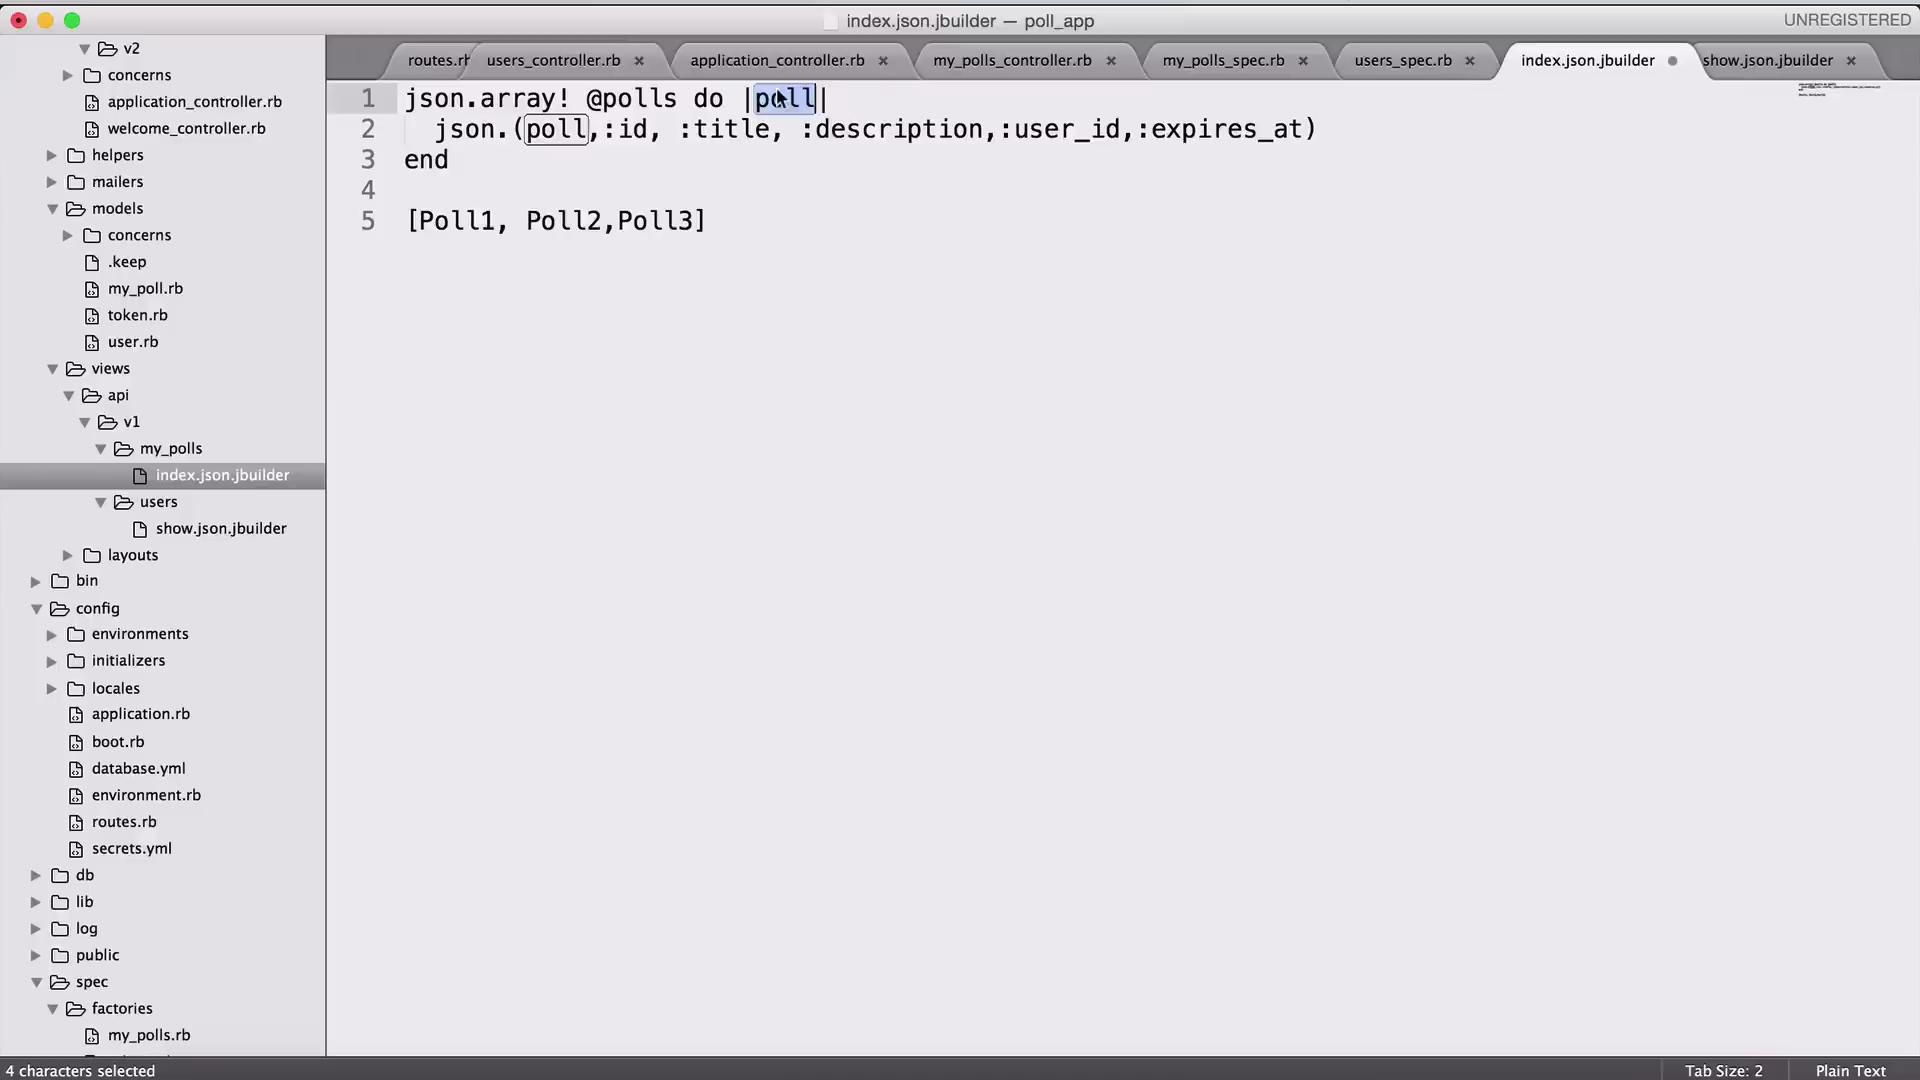 index.json.jbuilder — poll_app
UNREGISTERED
routes.rb
users_controller.rb
application_controller.rb
my_polls_controller.rb
my_polls_spec.rb
users_spec.rb
index.json.jbuilder
show.json.jbuilder
v2
concerns
application_controller.rb
welcome_controller.rb
helpers
mailers
models
concerns
.keep
my_poll.rb
token.rb
user.rb
views
api
v1
my_polls
index.json.jbuilder
users
show.json.jbuilder
layouts
bin
config
environments
initializers
locales
application.rb
boot.rb
database.yml
environment.rb
routes.rb
secrets.yml
db
lib
log
public
spec
factories
my_polls.rb
1 json.array! @polls do |poll|
2 json.(poll,:id, :title, :description,:user_id,:expires_at)
3 end
4
5 [Poll1, Poll2,Poll3]
4 characters selected
Tab Size: 2
Plain Text